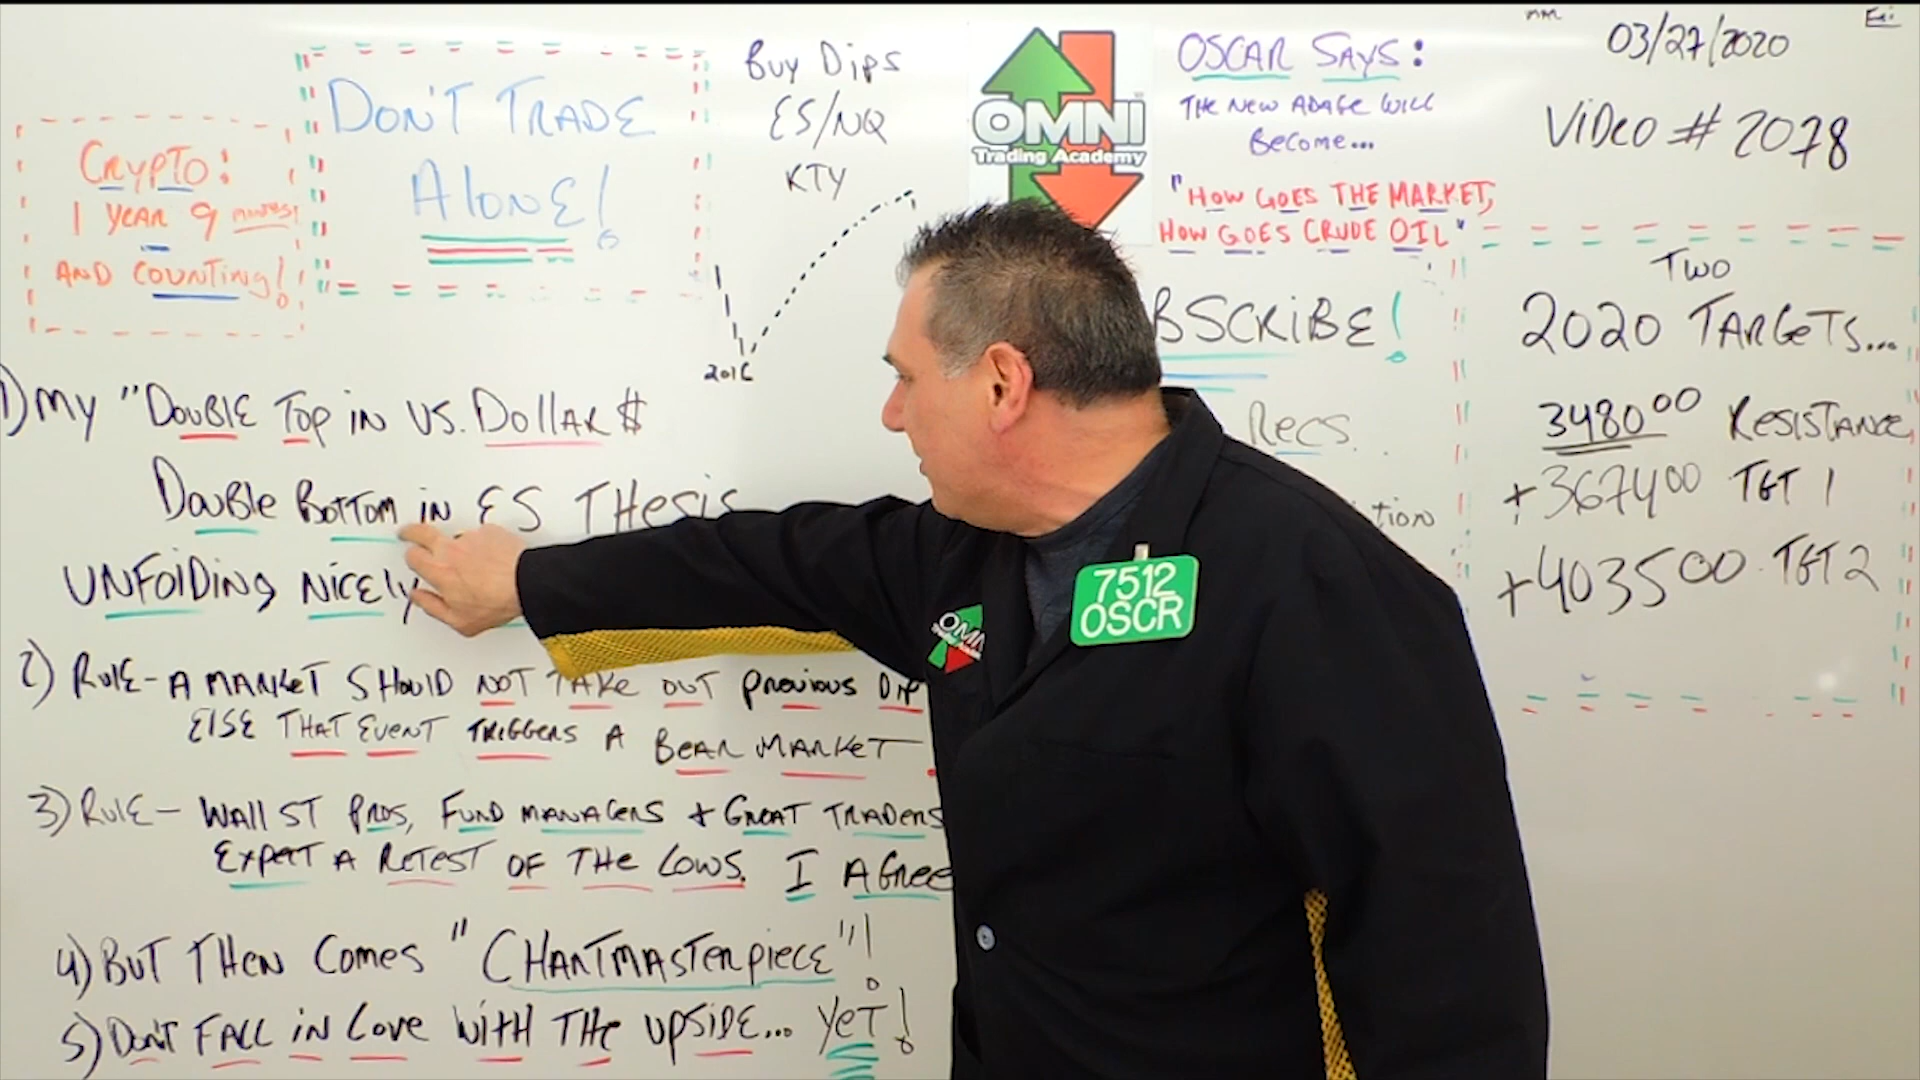 03/27/2020
VIDEO # 2078
BUY DIPS
ES/NQ
KTY
2016
DON'T TRADE
ALONE!
CRYPTO:
1 YEAR 9
AND COUNTING!
OMNI
Trading Academy
OSCAR SAYS:
THE NEW ADAGE WILL
BECOME...
"HOW GOES THE MARKET,
HOW GOES CRUDE OIL"
BSCRIBE!
RECS.
tion
TWO
2020 TARGETS...
3480.00 RESISTANCE
+3674.00 TGT 1
+4035.00 TGT 2
1) MY "DOUBLE TOP IN US. DOLLAR $
DOUBLE BOTTOM IN ES THESIS
UNFOLDING NICELY
2) RULE- A MARKET SHOULD NOT TAKE OUT PREVIOUS DIP
ELSE THAT EVENT TRIGGERS A BEAR MARKET
3) RULE- WALL ST PROS, FUND MANAGERS + GREAT TRADERS
EXPECT A RETEST OF THE LOWS. I AGREE
4) BUT THEN COMES "CHARTMASTERPIECE"!
5) DON'T FALL IN LOVE WITH THE UPSIDE... YET!
7512
OSCR